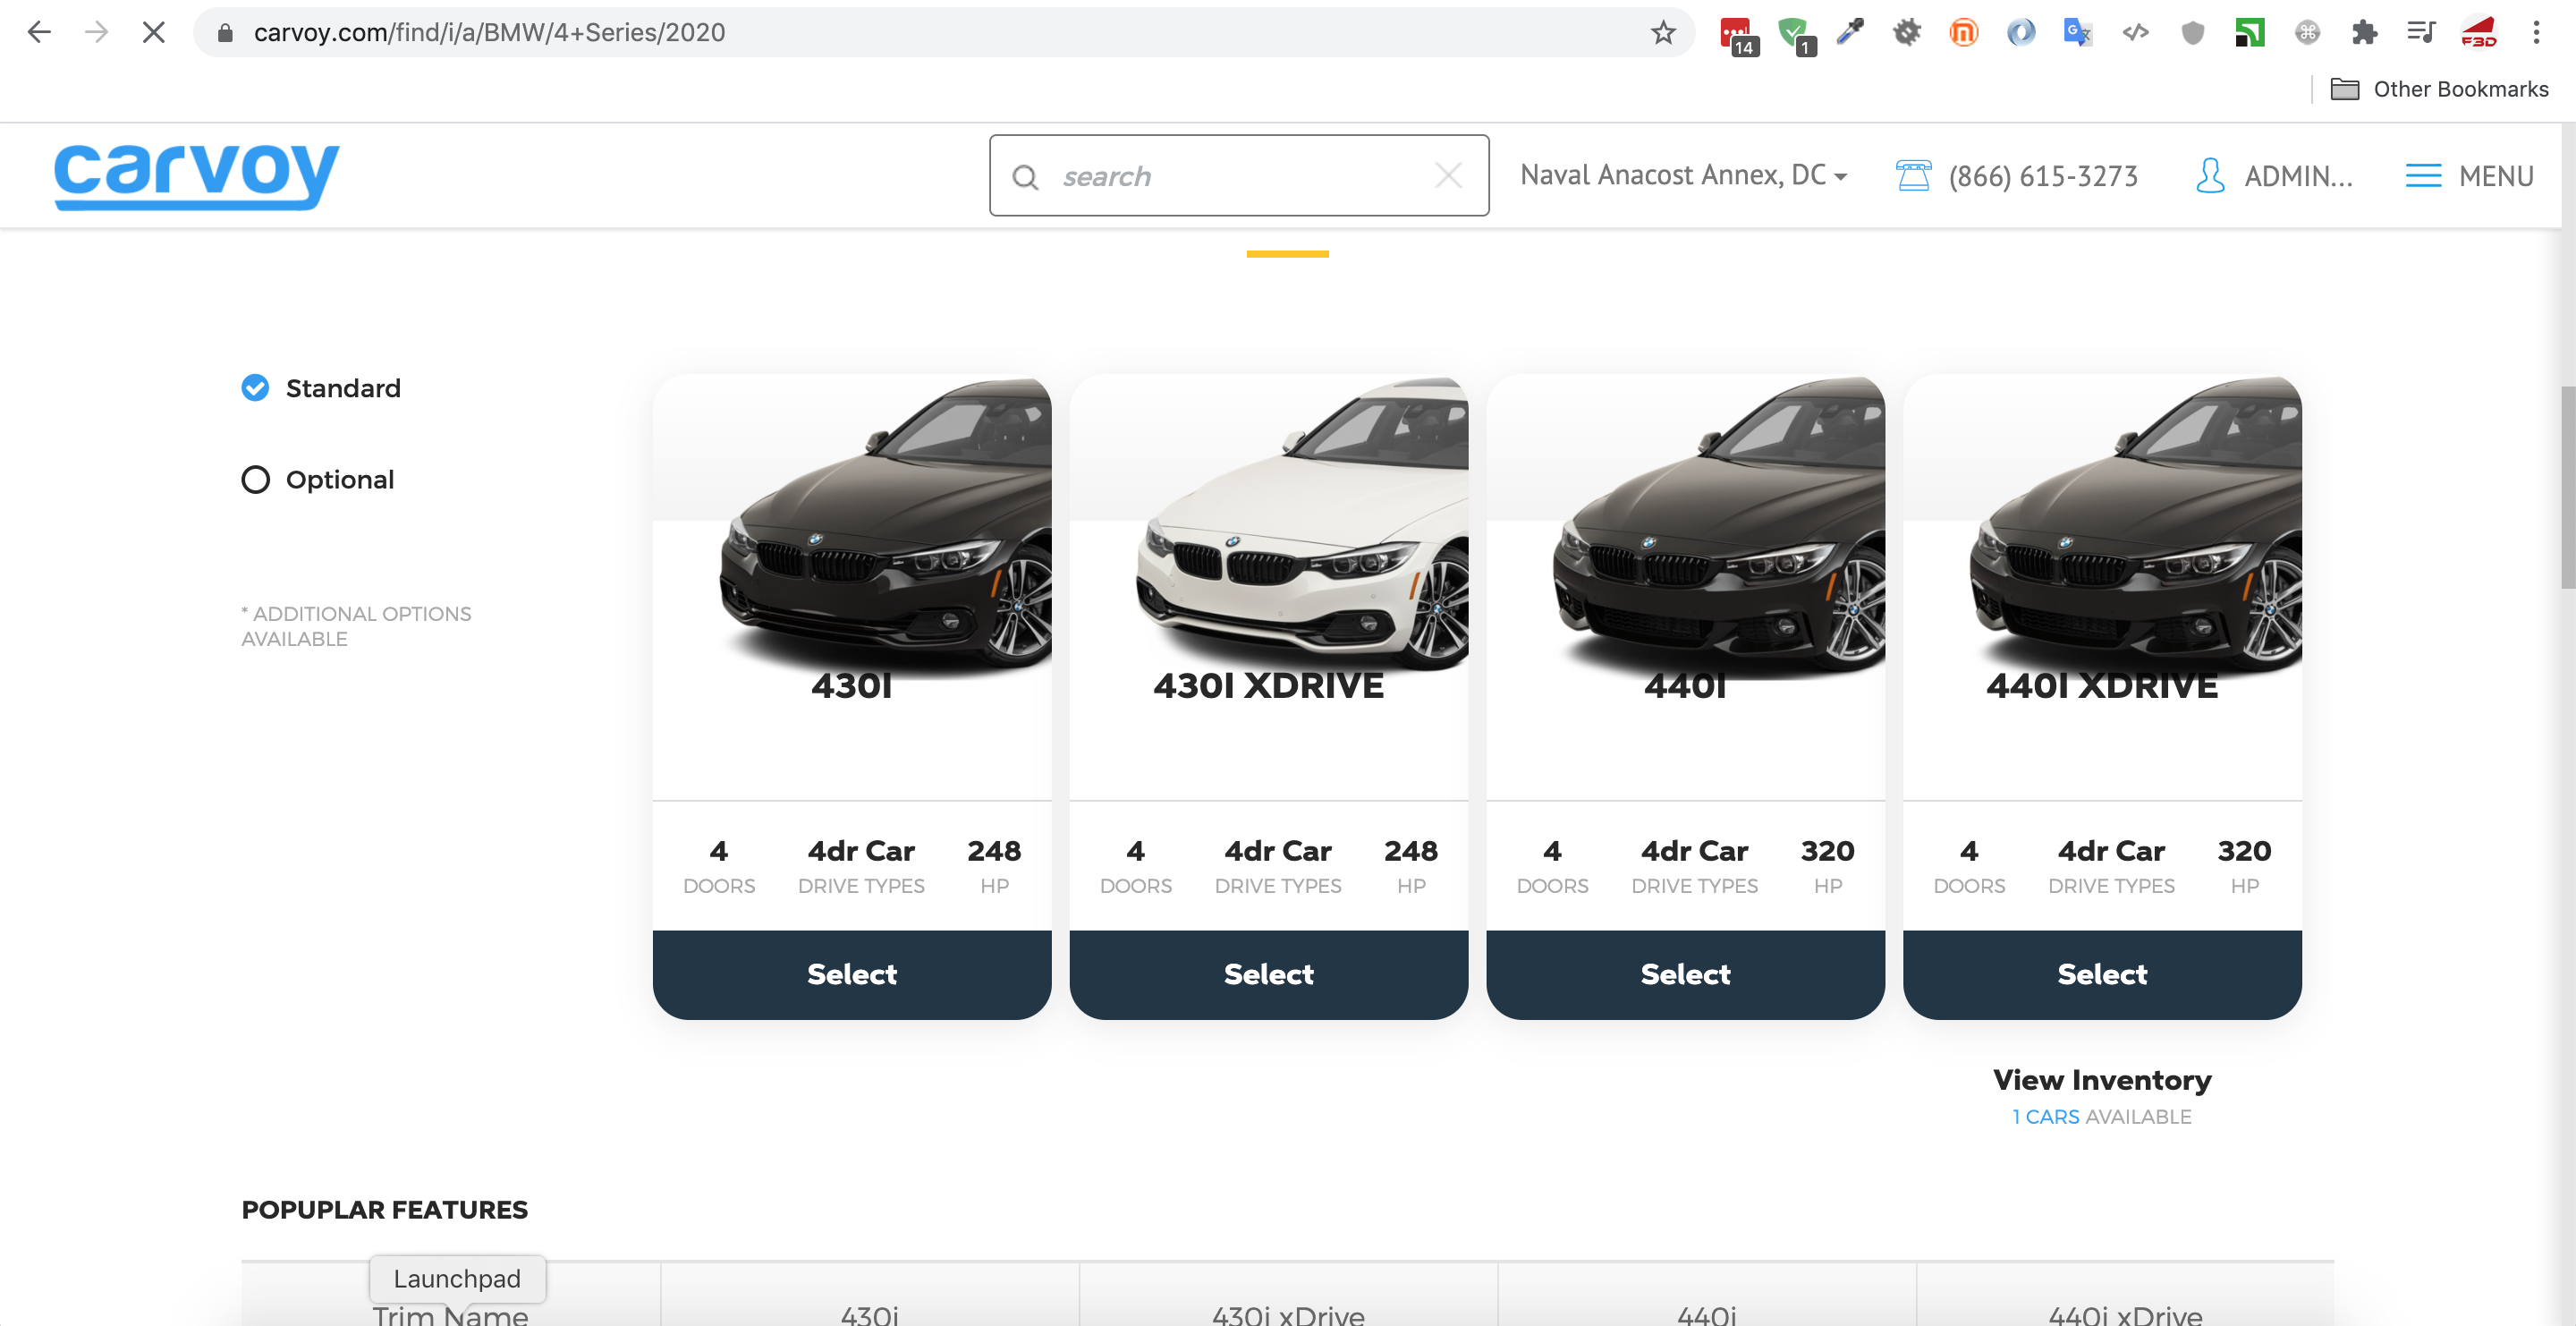 carvoy.com/find/i/a/BMW/4+Series/2020
14
1
F3D
Other Bookmarks
carvoy
search
Naval Anacost Annex, DC
(866) 615-3273
ADMIN...
MENU
Standard
Optional
* ADDITIONAL OPTIONS
AVAILABLE
430I
430I XDRIVE
440I
440I XDRIVE
4 4dr Car 248
DOORS DRIVE TYPES HP
4 4dr Car 248
DOORS DRIVE TYPES HP
4 4dr Car 320
DOORS DRIVE TYPES HP
4 4dr Car 320
DOORS DRIVE TYPES HP
Select
Select
Select
Select
View Inventory
1 CARS AVAILABLE
POPUPLAR FEATURES
Launchpad
Trim Name
430i
430i xDrive
440i
440i xDrive